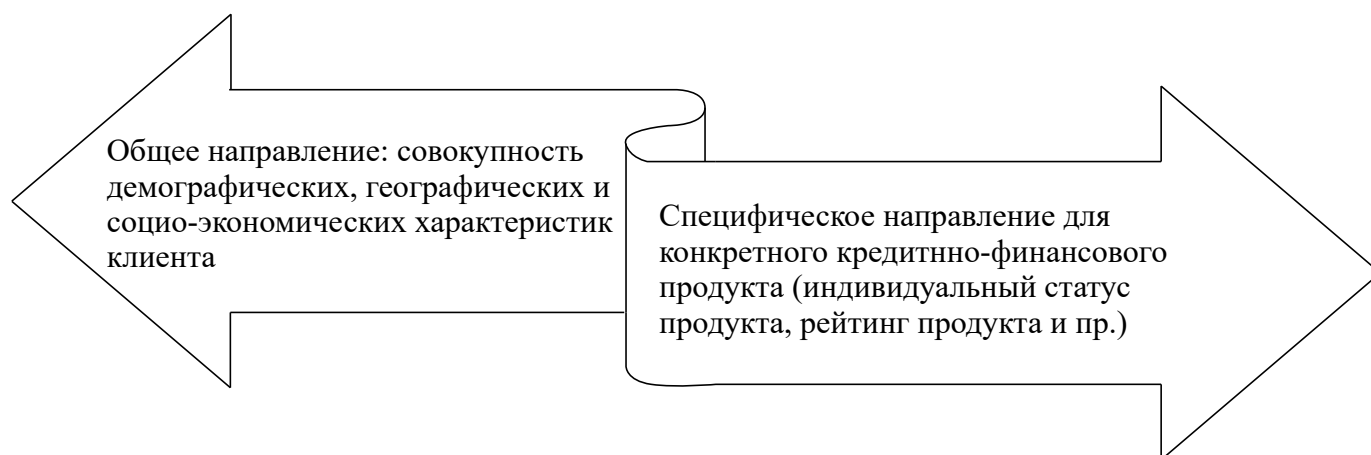 Общее направление: совокупность
демографических, географических и
социо-экономических характеристик
клиента
Специфическое направление для
конкретного кредитнно-финансового
продукта (индивидуальный статус
продукта, рейтинг продукта и пр.)